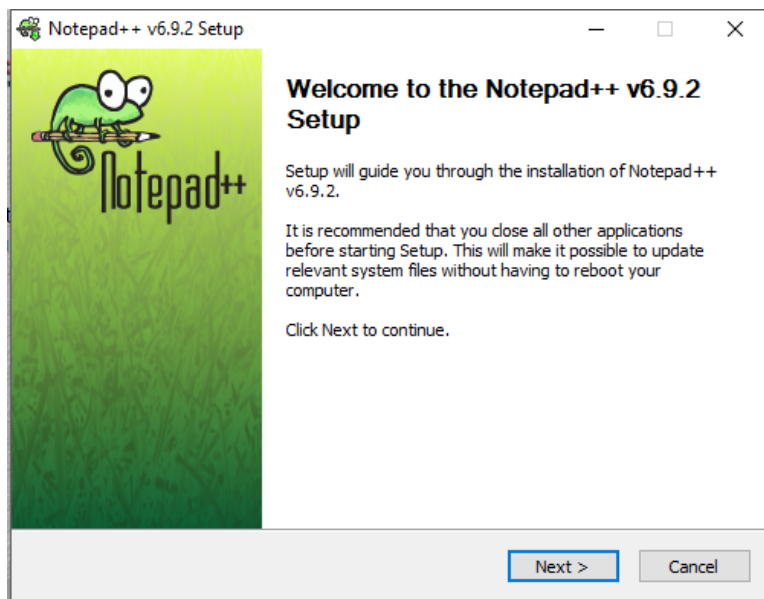 Notepad++ v6.9.2 Setup
Notepad++
Welcome to the Notepad++ v6.9.2
Setup
Setup will guide you through the installation of Notepad++
v6.9.2.
It is recommended that you close all other applications
before starting Setup. This will make it possible to update
relevant system files without having to reboot your
computer.
Click Next to continue.
Next >
Cancel